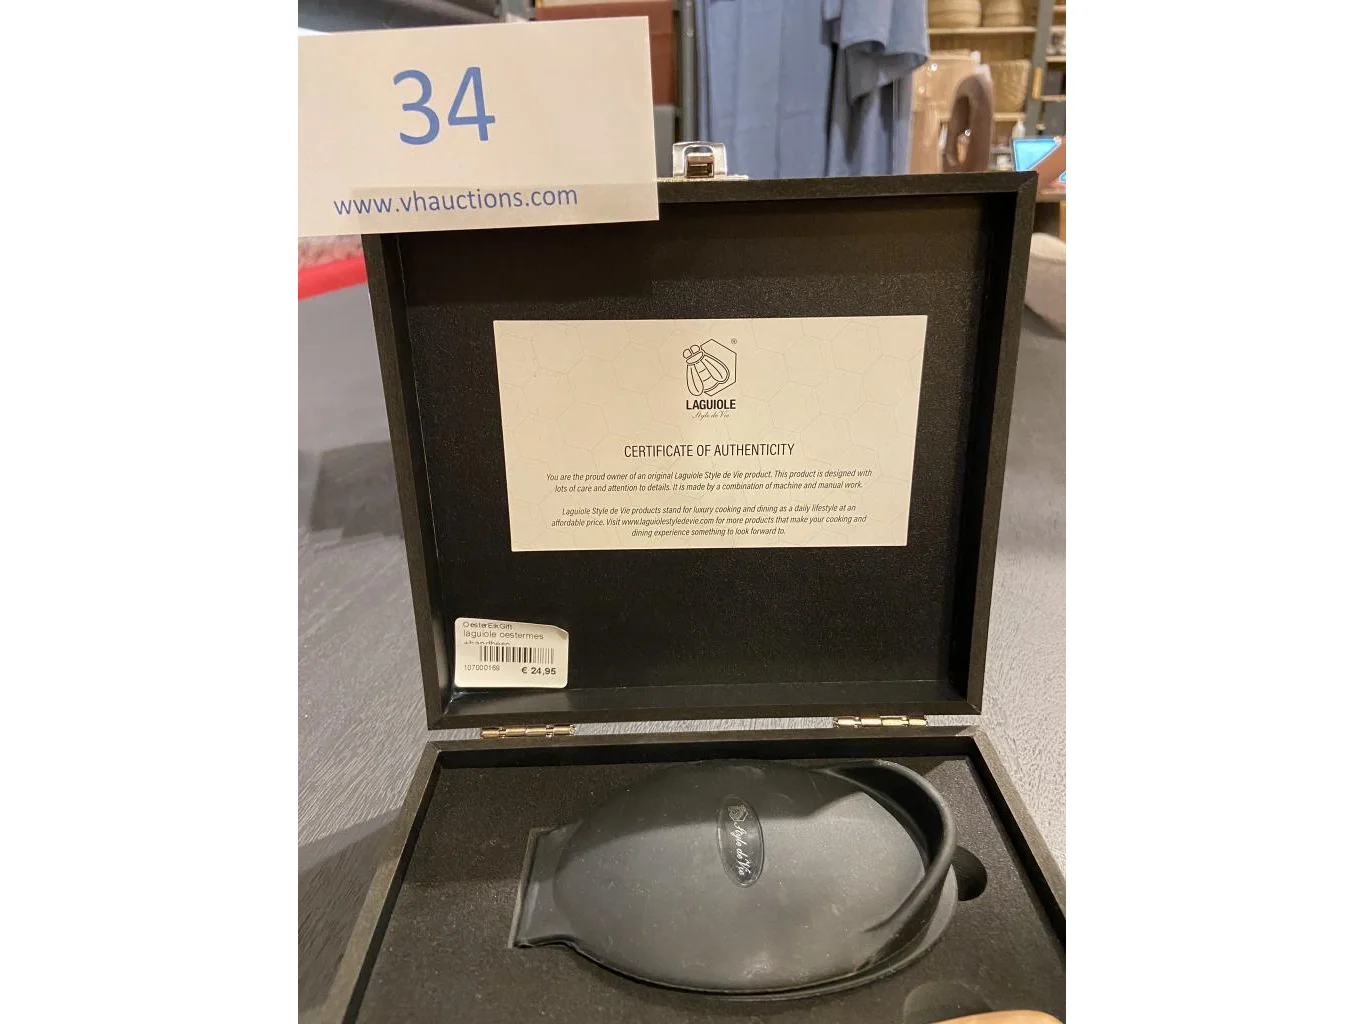 34
www.vhauctions.com
®
LAGUIOLE
Style de Vie
CERTIFICATE OF AUTHENTICITY
You are the proud owner of an original Laguiole Style de Vie product. This product is designed with
lots of care and attention to details. It is made by a combination of machine and manual work.
Laguiole Style de Vie products stand for luxury cooking and dining as a daily lifestyle at an
affordable price. Visit www.laguiolestyledevie.com for more products that make your cooking and
dining experience something to look forward to.
OesterEikGift
laguiole oestermes
107000168
€ 24,95
Style de Vie